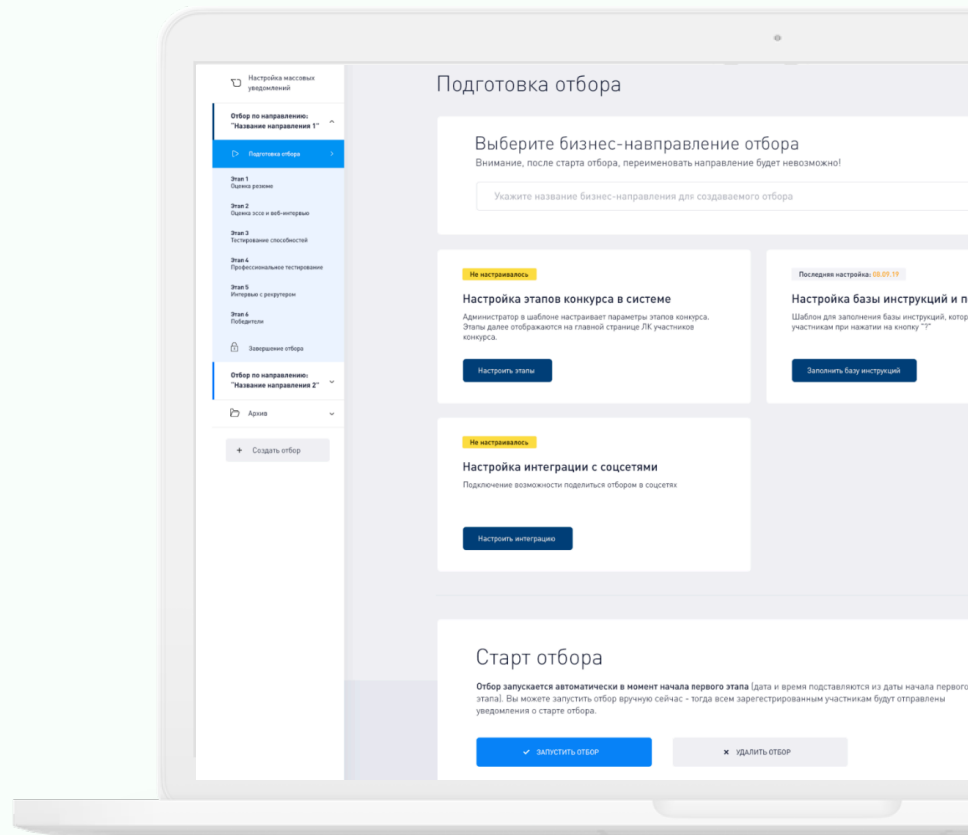 Настройка массовых
уведомлений
Отбор по направлению:
"Название направления 1"
Подготовка отбора
Этап 1
Оценка резюме
Этап 2
Оценка эссе и веб-интервью
Этап 3
Тестирование способностей
Этап 4
Профессиональное тестирование
Этап 5
Интервью с рекрутером
Этап 6
Победители
Завершение отбора
Отбор по направлению:
"Название направления 2"
Архив
+ Создать отбор
Подготовка отбора
Выберите бизнес-навправление отбора
Внимание, после старта отбора, переименовать направление будет невозможно!
Укажите название бизнес-направления для создаваемого отбора
Не настраивалось
Настройка этапов конкурса в системе
Администратор в шаблоне настраивает параметры этапов конкурса.
Этапы далее отображаются на главной странице ЛК участников
конкурса.
Настроить этапы
Последняя настройка: 08.09.19
Настройка базы инструкций и п
Шаблон для заполнения базы инструкций, котор
участникам при нажатии на кнопку "?"
Заполнить базу инструкций
Не настраивалось
Настройка интеграции с соцсетями
Подключение возможности поделиться отбором в соцсетях
Настроить интеграцию
Старт отбора
Отбор запускается автоматически в момент начала первого этапа (дата и время подставляются из даты начала первого
этапа). Вы можете запустить отбор вручную сейчас - тогда всем зарегестрированным участникам будут отправлены
уведомления о старте отбора.
ЗАПУСТИТЬ ОТБОР
УДАЛИТЬ ОТБОР